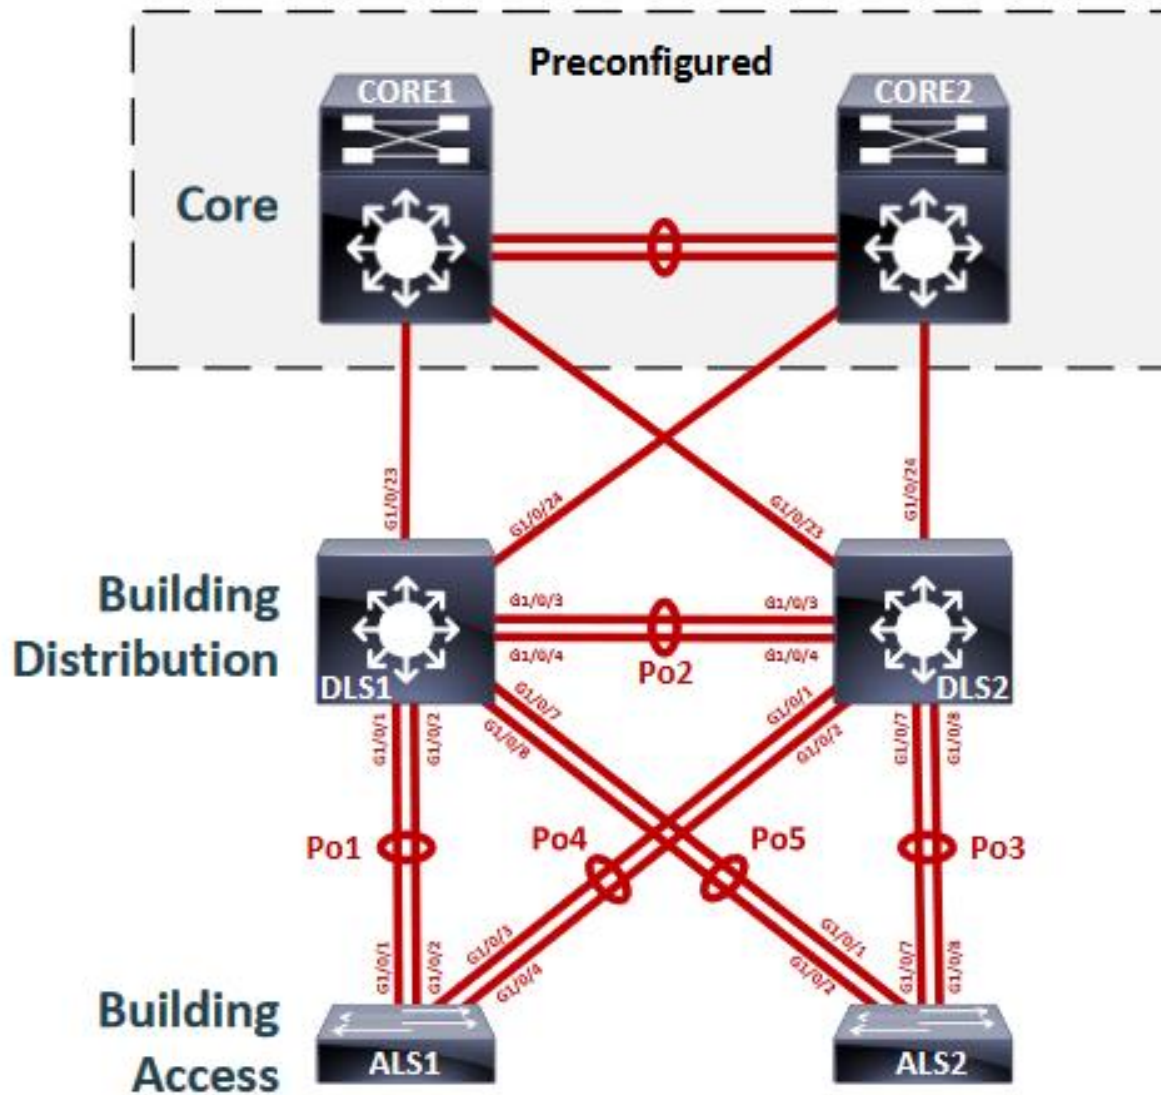 Preconfigured
CORE1
CORE2
Core
G1/0/23
G1/0/24
G1/0/23
G1/0/24
Building
Distribution
G1/0/3
G1/0/3
G1/0/4
G1/0/4
Po2
DLS1
DLS2
G1/0/1
G1/0/2
G1/0/7
G1/0/8
G1/0/1
G1/0/2
G1/0/7
G1/0/8
Po1
Po4
Po5
Po3
G1/0/1
G1/0/2
G1/0/3
G1/0/4
G1/0/1
G1/0/2
G1/0/7
G1/0/8
Building
Access
ALS1
ALS2